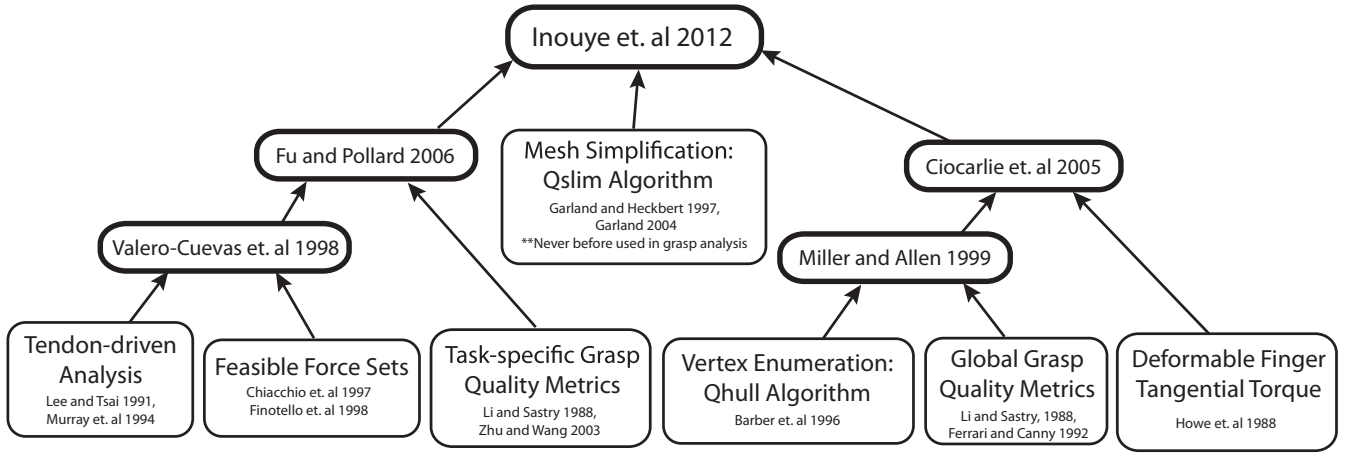 Inouye et. al 2012
Fu and Pollard 2006
Mesh Simplification:
Qslim Algorithm
Garland and Heckbert 1997,
Garland 2004
**Never before used in grasp analysis
Ciocarlie et. al 2005
Valero-Cuevas et. al 1998
Miller and Allen 1999
Tendon-driven
Analysis
Lee and Tsai 1991,
Murray et. al 1994
Feasible Force Sets
Chiacchio et. al 1997
Finotello et. al 1998
Task-specific Grasp
Quality Metrics
Li and Sastry 1988,
Zhu and Wang 2003
Vertex Enumeration:
Qhull Algorithm
Barber et. al 1996
Global Grasp
Quality Metrics
Li and Sastry, 1988,
Ferrari and Canny 1992
Deformable Finger
Tangential Torque
Howe et. al 1988